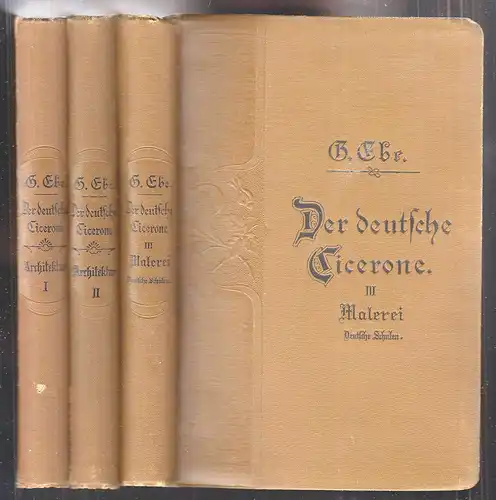 G. Ebe.
Der deutsche
Cicerone.
Architektur
I
G. Ebe.
Der deutsche
Cicerone.
Architektur
II
G. Ebe.
Der deutsche
Cicerone.
III
Malerei
Deutsche Schulen.
G. Ebe.
Der deutsche
Cicerone.
III
Malerei
Deutsche Schulen.